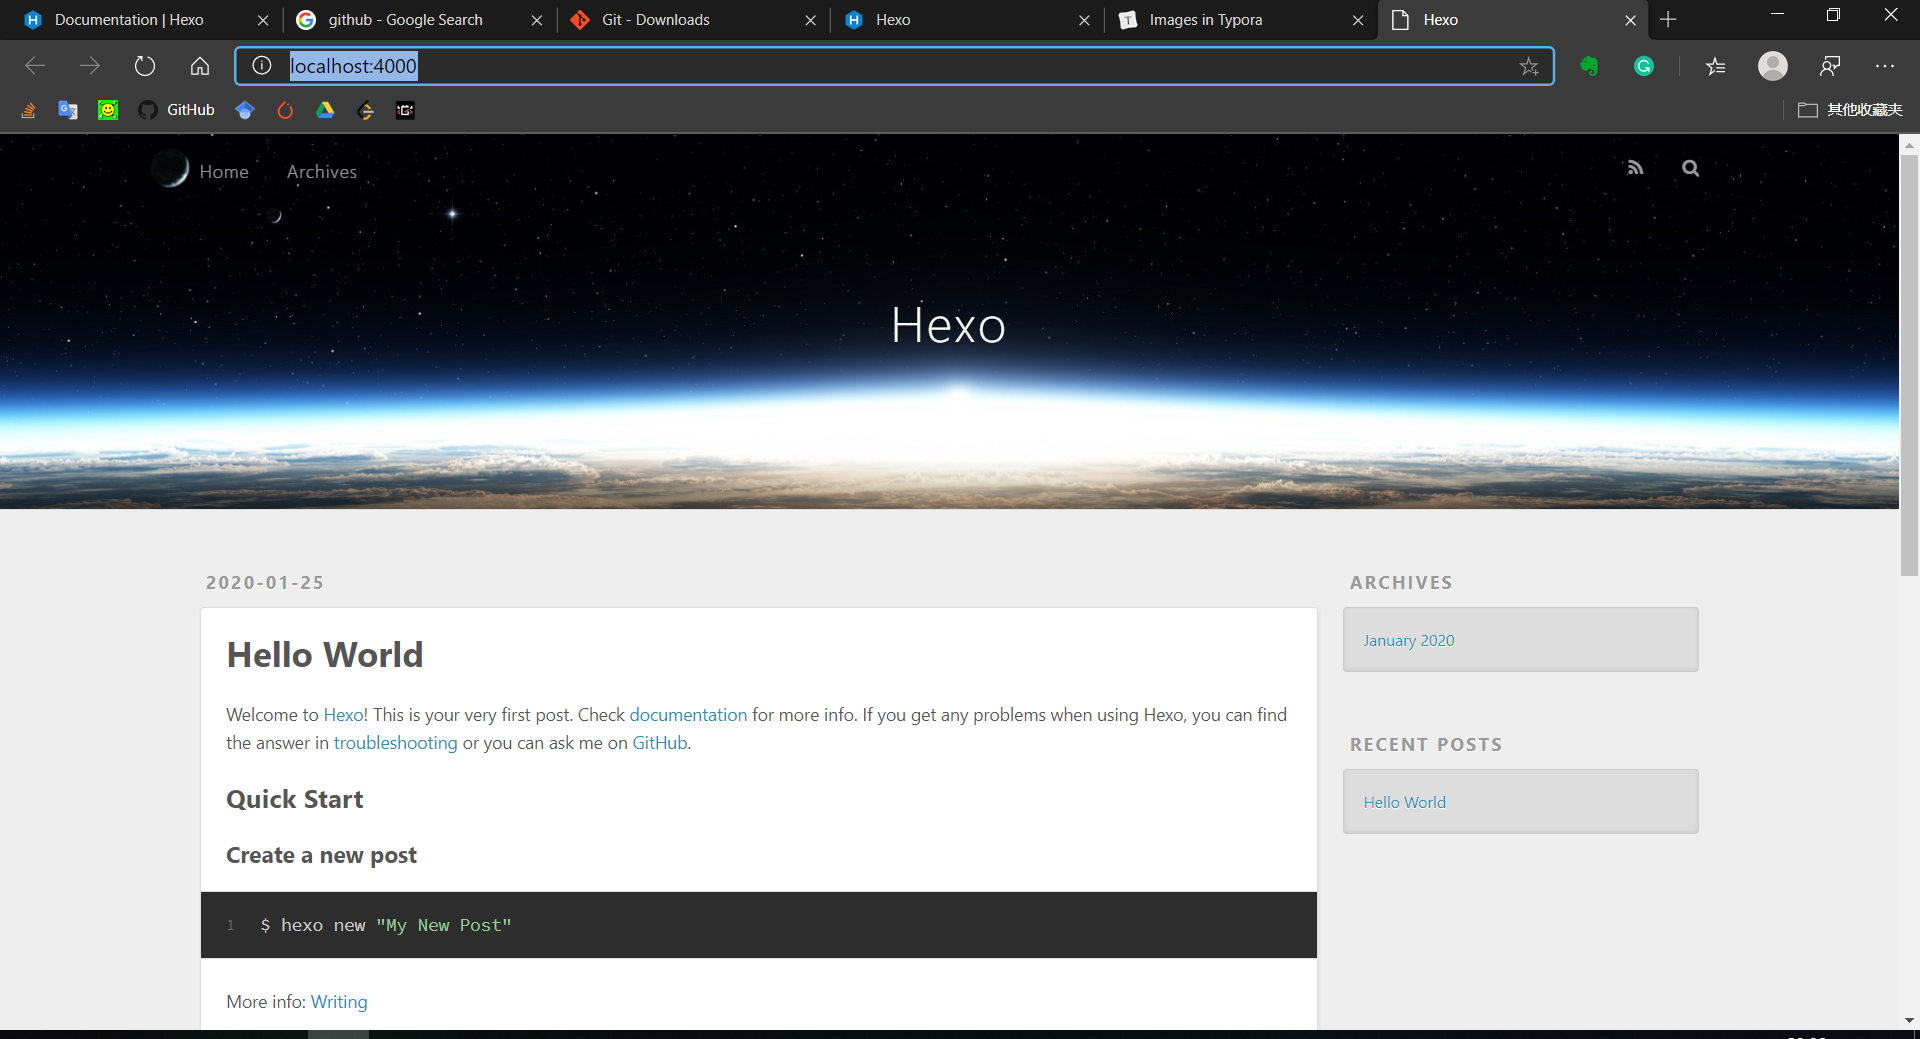 Documentation | Hexo
github - Google Search
Git - Downloads
Hexo
Images in Typora
Hexo
localhost:4000
GitHub
其他收藏夹
Home
Archives
Hexo
2020-01-25
Hello World
Welcome to Hexo! This is your very first post. Check documentation for more info. If you get any problems when using Hexo, you can find
the answer in troubleshooting or you can ask me on GitHub.
Quick Start
Create a new post
1 $ hexo new "My New Post"
More info: Writing
ARCHIVES
January 2020
RECENT POSTS
Hello World